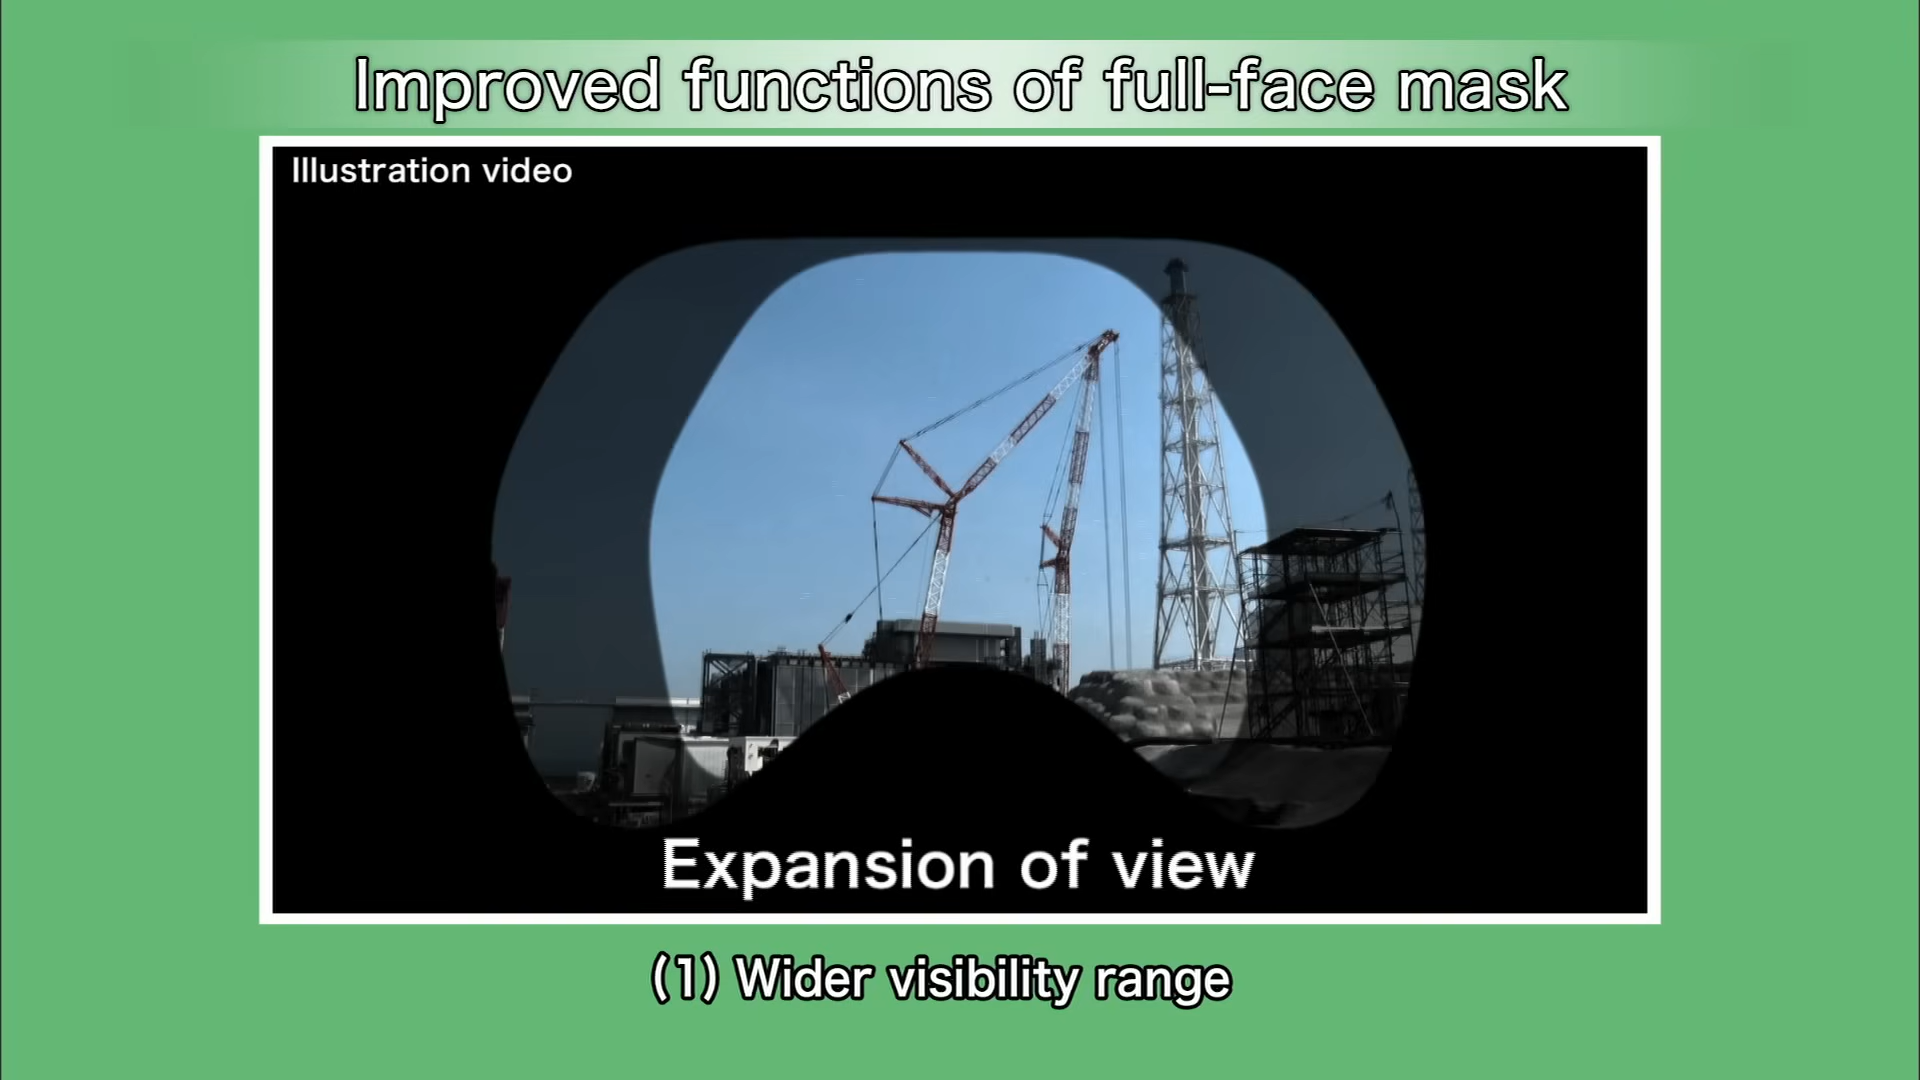 Improved functions of full-face mask
Illustration video
Expansion of view
(1) Wider visibility range